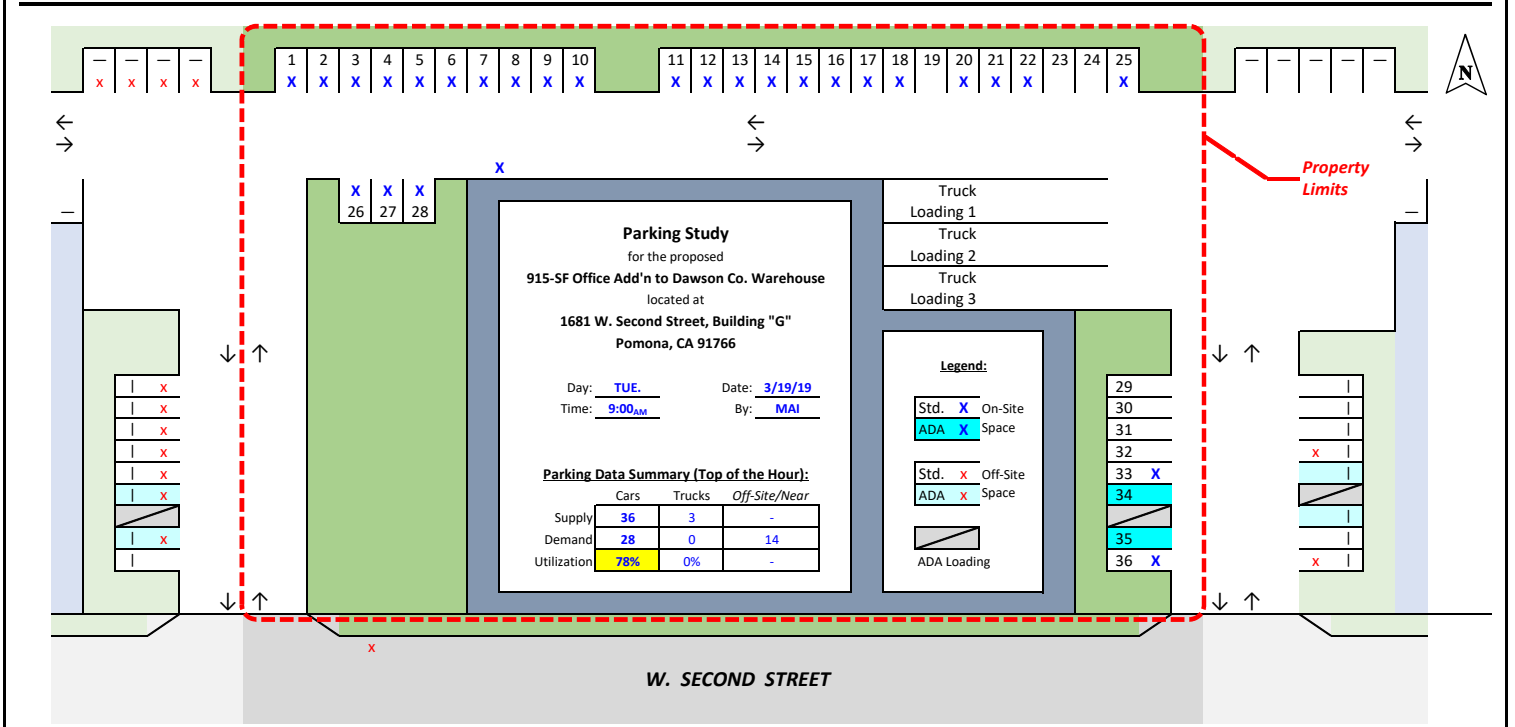 — — — —
1 2 3 4 5 6 7 8 9 10
11 12 13 14 15 16 17 18 19 20 21 22 23 24 25
— — — — —
x x x x
X X X X X X X X X X
X X X X X X X X X X X X
N
← ← ←
→ → →
X
Property
Limits
X X X
26 27 28
Truck
Loading 1
Truck
Loading 2
Truck
Loading 3
Parking Study
for the proposed
915-SF Office Add'n to Dawson Co. Warehouse
located at
1681 W. Second Street, Building "G"
Pomona, CA 91766
Day: TUE. Date: 3/19/19
Time: 9:00AM By: MAI
Parking Data Summary (Top of the Hour):
Cars Trucks Off-Site/Near
Supply 36 3 -
Demand 28 0 14
Utilization 78% 0% -
Legend:
Std. X On-Site
ADA X Space
Std. x Off-Site
ADA x Space
ADA Loading
↓ ↑ ↓ ↑
| x
| x
| x
| x
| x
| x
| x
|
29
30
31
32
33 X
34
35
36 X
|
|
|
x |
|
|
|
x |
↓ ↑ ↓ ↑
x
W. SECOND STREET